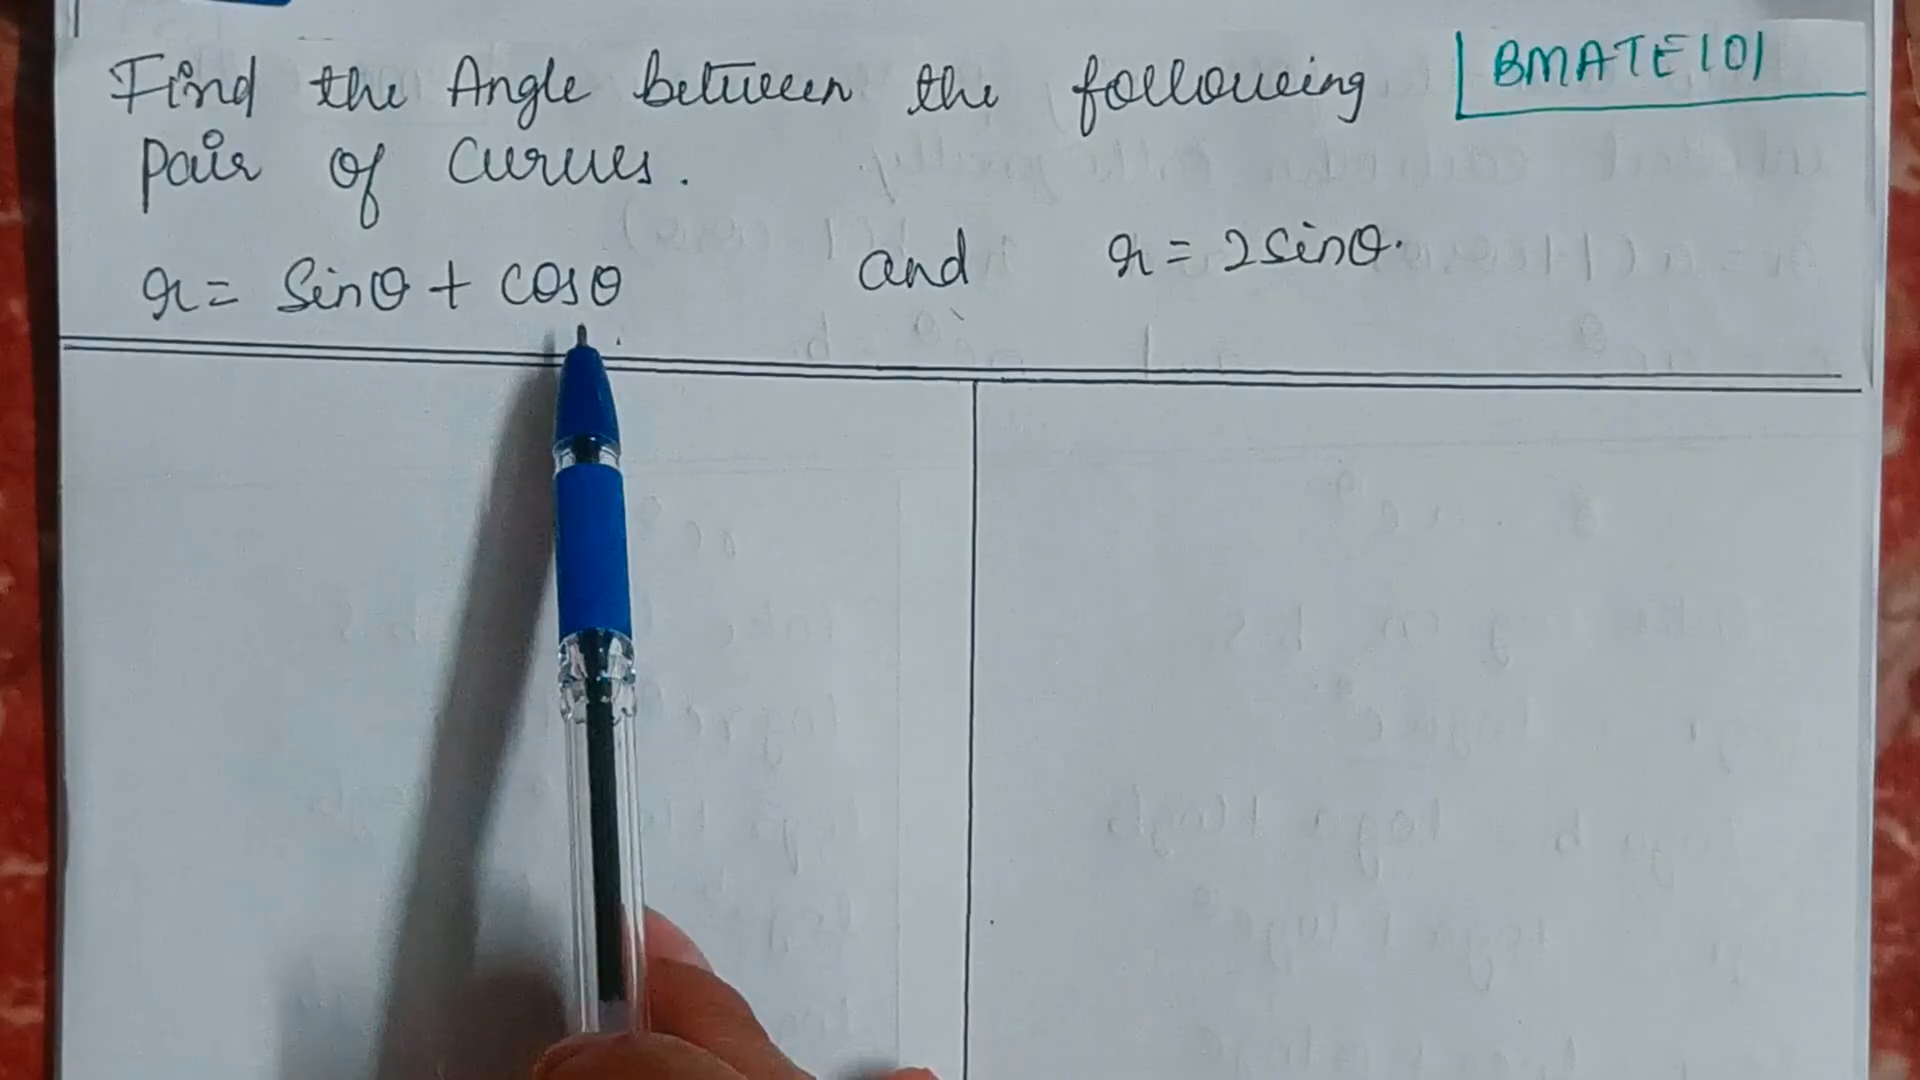 Find the Angle between the following
BMATE101
Pair of Curves.
r = Sinθ + cosθ and r = 2Sinθ.